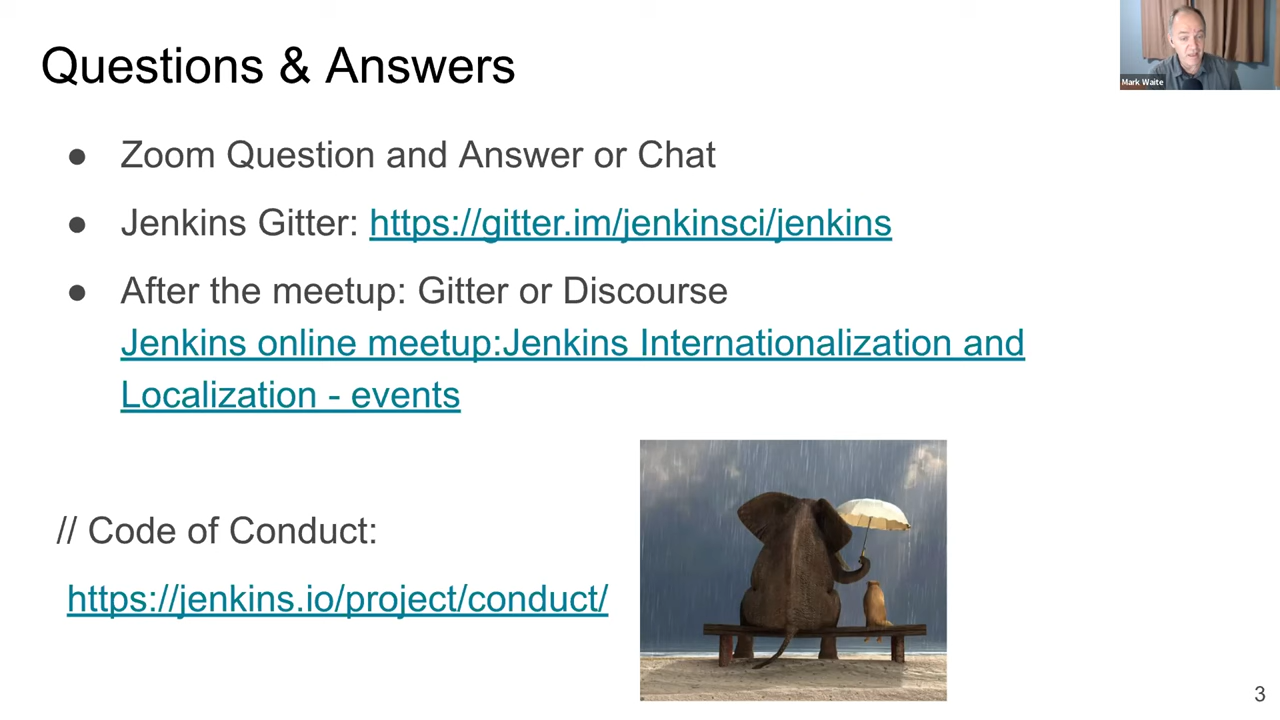 Questions & Answers
Mark Waite
● Zoom Question and Answer or Chat
● Jenkins Gitter: https://gitter.im/jenkinsci/jenkins
● After the meetup: Gitter or Discourse
Jenkins online meetup:Jenkins Internationalization and
Localization - events
// Code of Conduct:
https://jenkins.io/project/conduct/
3